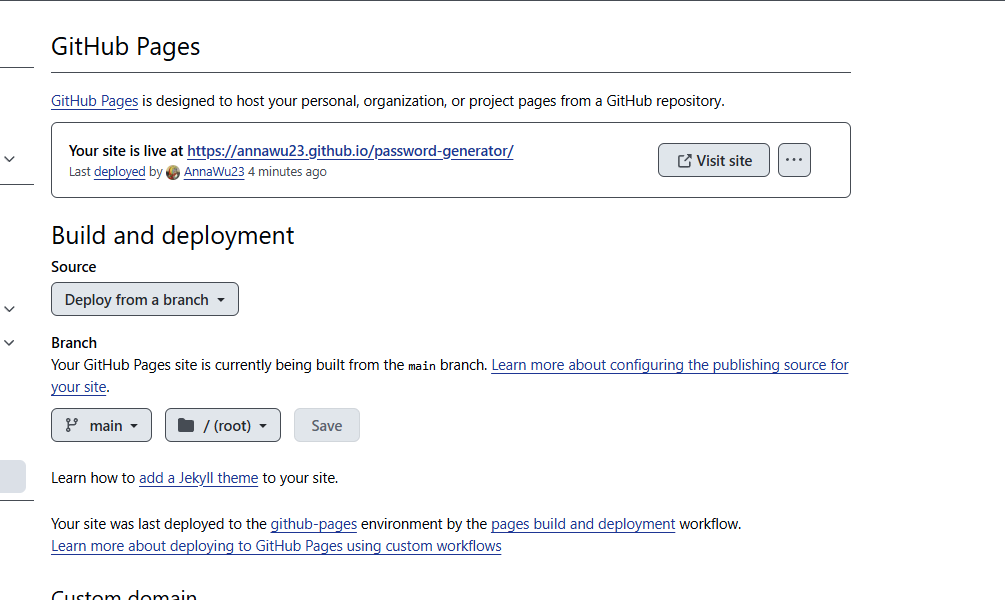 GitHub Pages
GitHub Pages is designed to host your personal, organization, or project pages from a GitHub repository.
Your site is live at https://annawu23.github.io/password-generator/
Last deployed by AnnaWu23 4 minutes ago
Visit site
Build and deployment
Source
Deploy from a branch
Branch
Your GitHub Pages site is currently being built from the main branch. Learn more about configuring the publishing source for
your site.
main / (root) Save
Learn how to add a Jekyll theme to your site.
Your site was last deployed to the github-pages environment by the pages build and deployment workflow.
Learn more about deploying to GitHub Pages using custom workflows
Custom domain